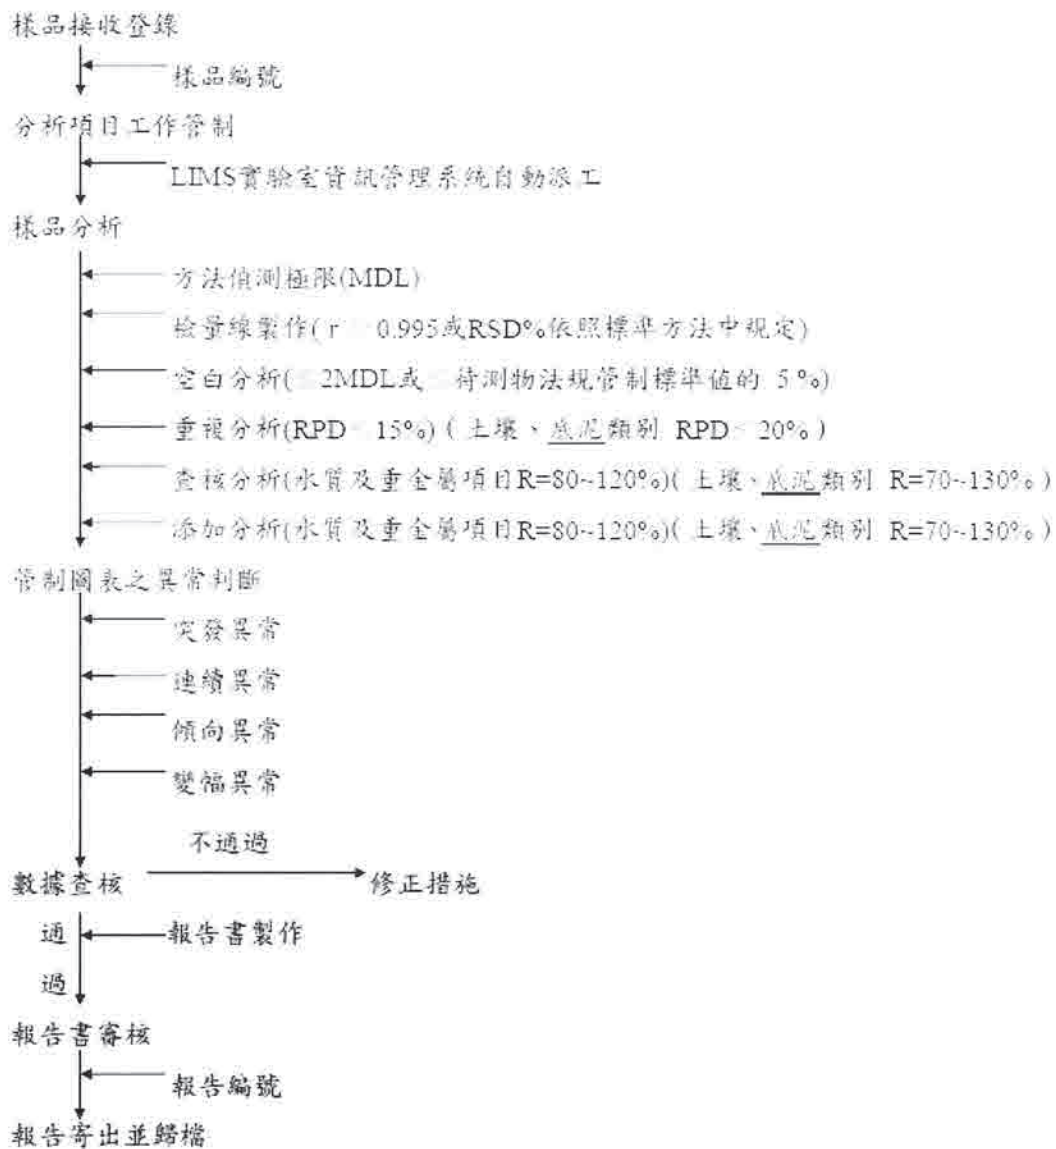 樣品接收登錄
樣品編號
分析項目工作管制
LIMS實驗室資訊管理系統自動派工
樣品分析
方法偵測極限(MDL)
檢量線製作(r 0.995或RSD%依照標準方法中規定)
空白分析( 2MDL或 待測物法規管制標準值的 5%)
重複分析(RPD 15%)(土壤、底泥類別 RPD 20%)
查核分析(水質及重金屬項目R=80~120%)(土壤、底泥類別 R=70~130%)
添加分析(水質及重金屬項目R=80~120%)(土壤、底泥類別 R=70~130%)
管制圖表之異常判斷
突發異常
連續異常
傾向異常
變幅異常
不通過
數據查核
修正措施
通過
報告書製作
報告書審核
報告編號
報告寄出並歸檔